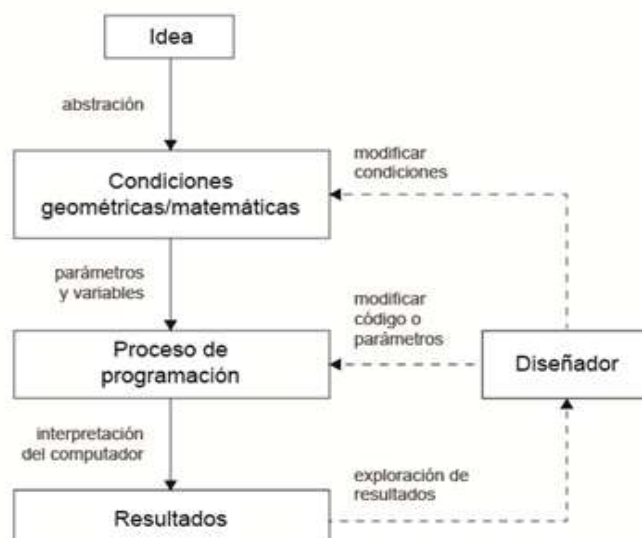 Idea
abstración
Condiciones
geométricas/matemáticas
modificar
condiciones
parámetros
y variables
modificar
código o
parámetros
Proceso de
programación
Diseñador
interpretación
del computador
exploración de
resultados
Resultados